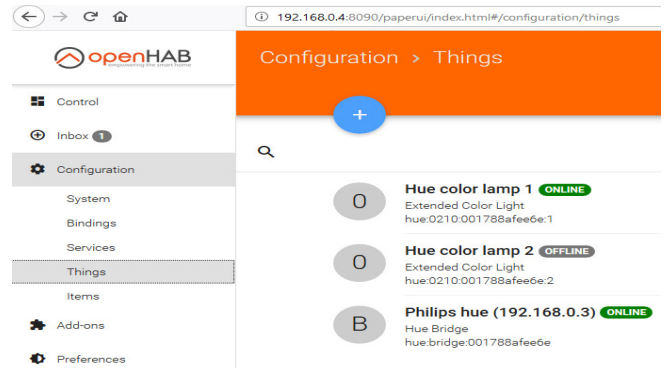 192.168.0.4:8090/paperui/index.html#/configuration/things
openHAB
empowering the smart home
Configuration > Things
Control
+
Inbox 1
Configuration
System
Bindings
Services
Things
Items
Add-ons
Preferences
O
Hue color lamp 1 ONLINE
Extended Color Light
hue:0210:001788afee6e:1
O
Hue color lamp 2 OFFLINE
Extended Color Light
hue:0210:001788afee6e:2
B
Philips hue (192.168.0.3) ONLINE
Hue Bridge
hue:bridge:001788afee6e